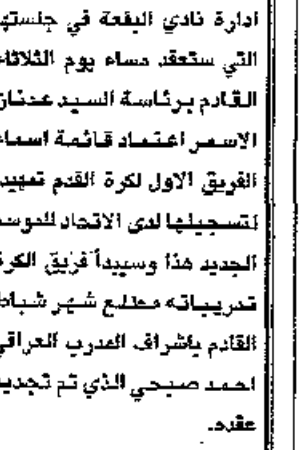 ادارة نادي البقعة في جلستها
التي ستعقد مساء يوم الثلاثاء
القادم برئاسة السيد عدنان
الاسمر اعتماد قائمة اسماء
الفريق الاول لكرة القدم تمهيدا
لتسجيلها لدى الاتحاد للموسم
الجديد هذا وسيبدأ فريق الكرة
تدريباته مطلع شهر شباط
القادم باشراف المدرب العراقي
احمد صبحي الذي تم تجديد
عقده.